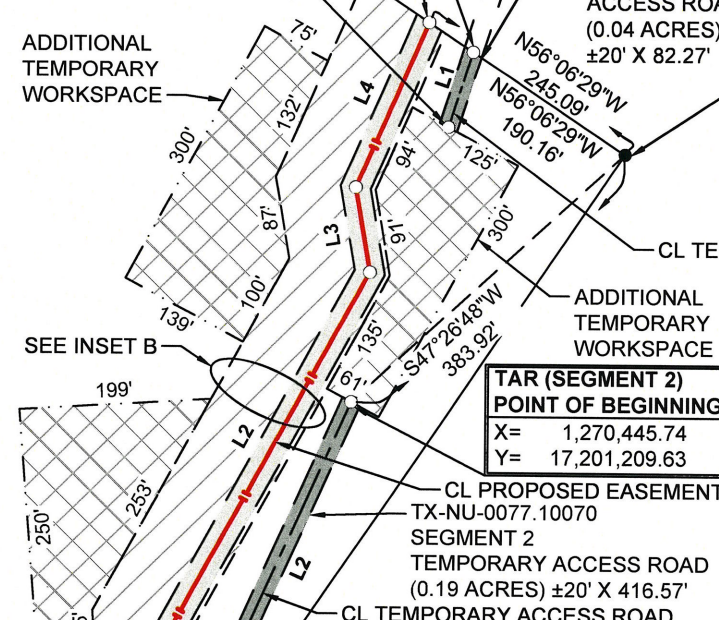 ACCESS ROA
(0.04 ACRES)
±20' X 82.27'
ADDITIONAL
TEMPORARY
WORKSPACE
75'
132'
300'
87'
100'
139'
L4
L1
94'
125'
N56°06'29"W
245.09'
N56°06'29"W
190.16'
L3
91'
300'
CL TE
ADDITIONAL
TEMPORARY
WORKSPACE
135'
S47°26'48"W
383.92'
61'
SEE INSET B
199'
L2
253'
250'
TAR (SEGMENT 2)
POINT OF BEGINNING
X= 1,270,445.74
Y= 17,201,209.63
CL PROPOSED EASEMENT
TX-NU-0077.10070
SEGMENT 2
TEMPORARY ACCESS ROAD
(0.19 ACRES) ±20' X 416.57'
L2
CL TEMPORARY ACCESS ROAD